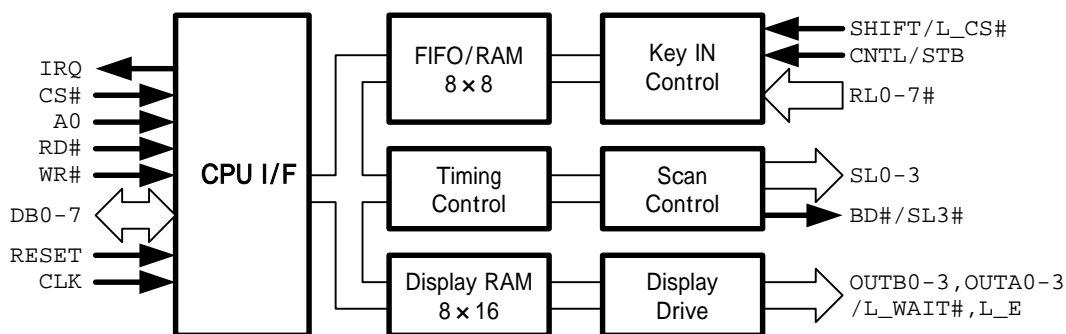 IRQ
CS#
A0
RD#
WR#
DB0-7
RESET
CLK
CPU I/F
FIFO/RAM
8×8
Key IN
Control
SHIFT/L_CS#
CNTL/STB
RL0-7#
Timing
Control
Scan
Control
SL0-3
BD#/SL3#
Display RAM
8×16
Display
Drive
OUTB0-3,OUTA0-3
/L_WAIT#,L_E